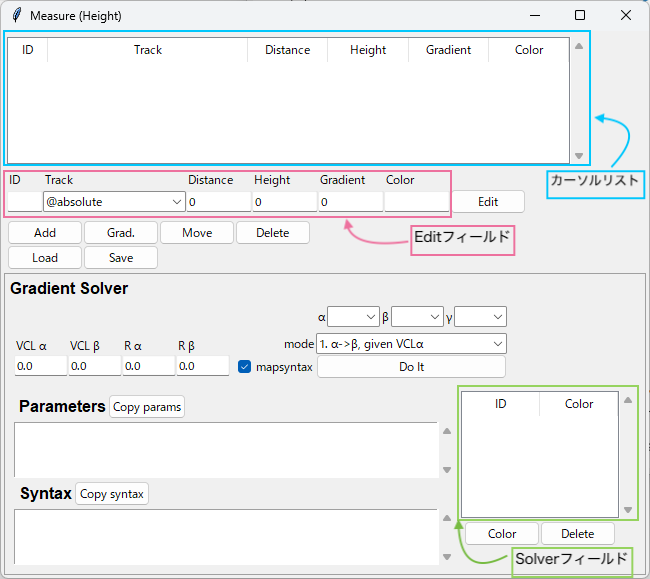 Measure (Height)
ID Track Distance Height Gradient Color
カーソルリスト
ID Track Distance Height Gradient Color
@absolute 0 0 0 Edit
Editフィールド
Add Grad. Move Delete
Load Save
Gradient Solver
α β γ
mode 1. α->β, given VCLα
VCL α VCL β R α R β
0.0 0.0 0.0 0.0 mapsyntax Do It
Parameters Copy params
ID Color
Syntax Copy syntax
Color Delete
Solverフィールド